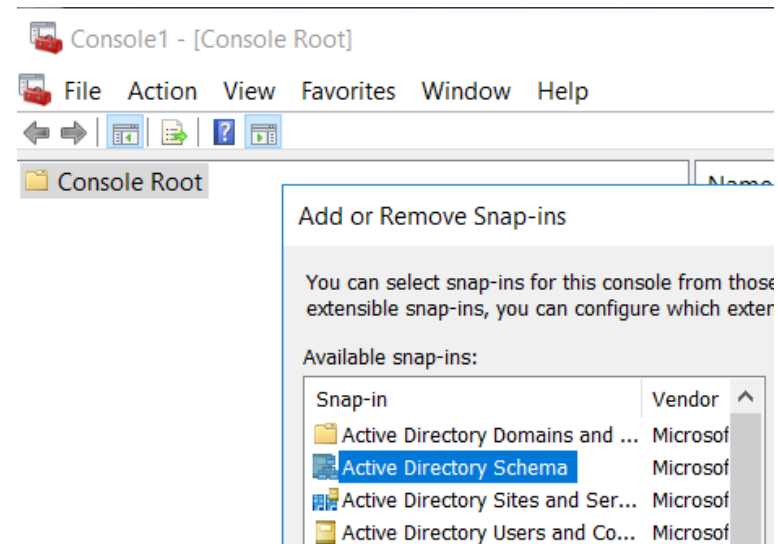 Console1 - [Console Root]
File Action View Favorites Window Help
Console Root
Name
Add or Remove Snap-ins
You can select snap-ins for this console from those
extensible snap-ins, you can configure which exter
Available snap-ins:
Snap-in Vendor
Active Directory Domains and ... Microsof
Active Directory Schema Microsof
Active Directory Sites and Ser... Microsof
Active Directory Users and Co... Microsof